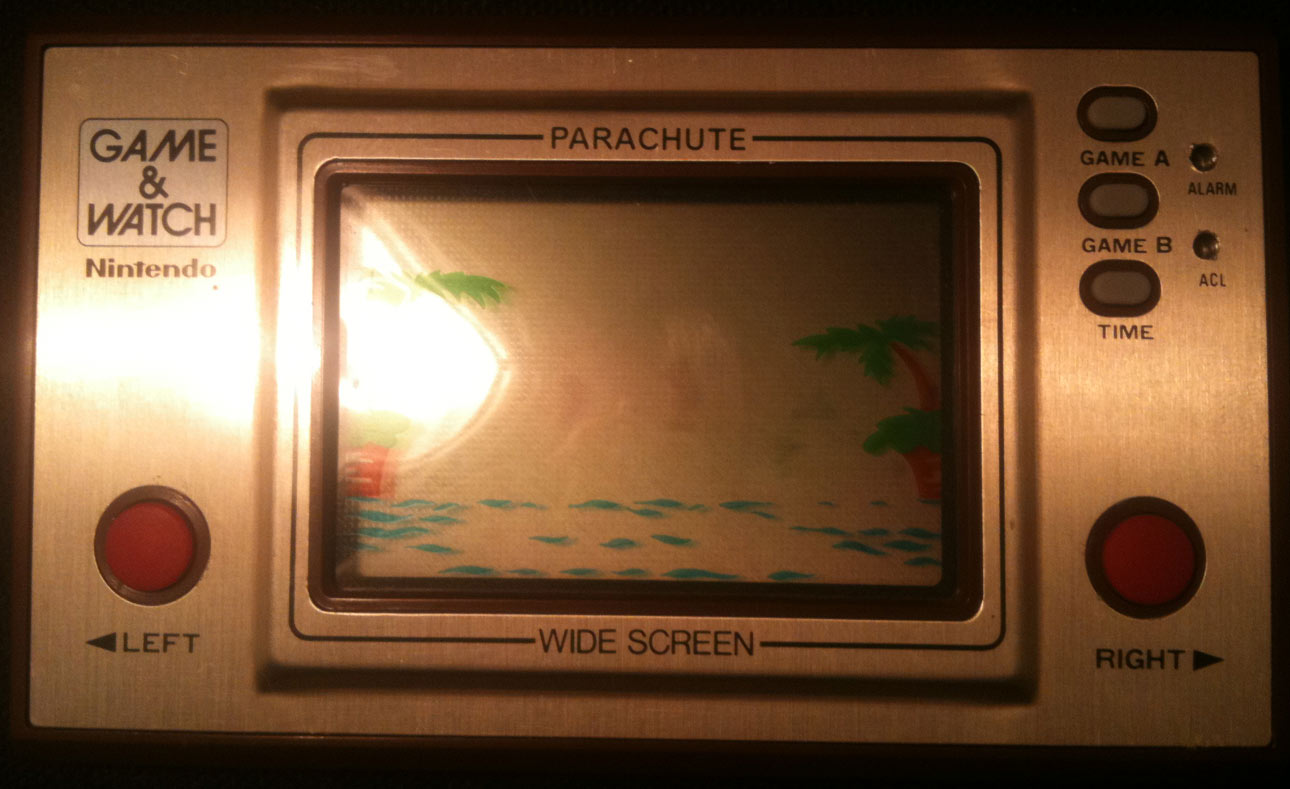 GAME
&
WATCH
Nintendo
PARACHUTE
GAME A
ALARM
GAME B
ACL
TIME
◀LEFT
WIDE SCREEN
RIGHT▶